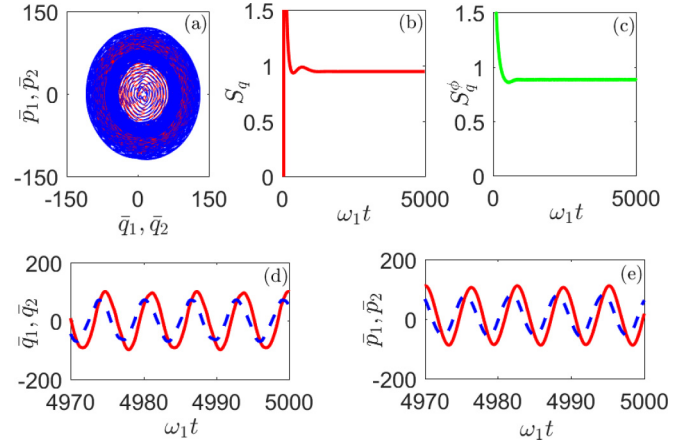 (a)
150
0
-150
p̄₁, p̄₂
-150
0
150
q̄₁, q̄₂
(b)
1.5
1
0.5
0
S_q
0
5000
ω₁t
(c)
1.5
1
0.5
0
S_q^ϕ
0
5000
ω₁t
(d)
200
0
-200
q̄₁, q̄₂
4970
4980
4990
5000
ω₁t
(e)
200
0
-200
p̄₁, p̄₂
4970
4980
4990
5000
ω₁t